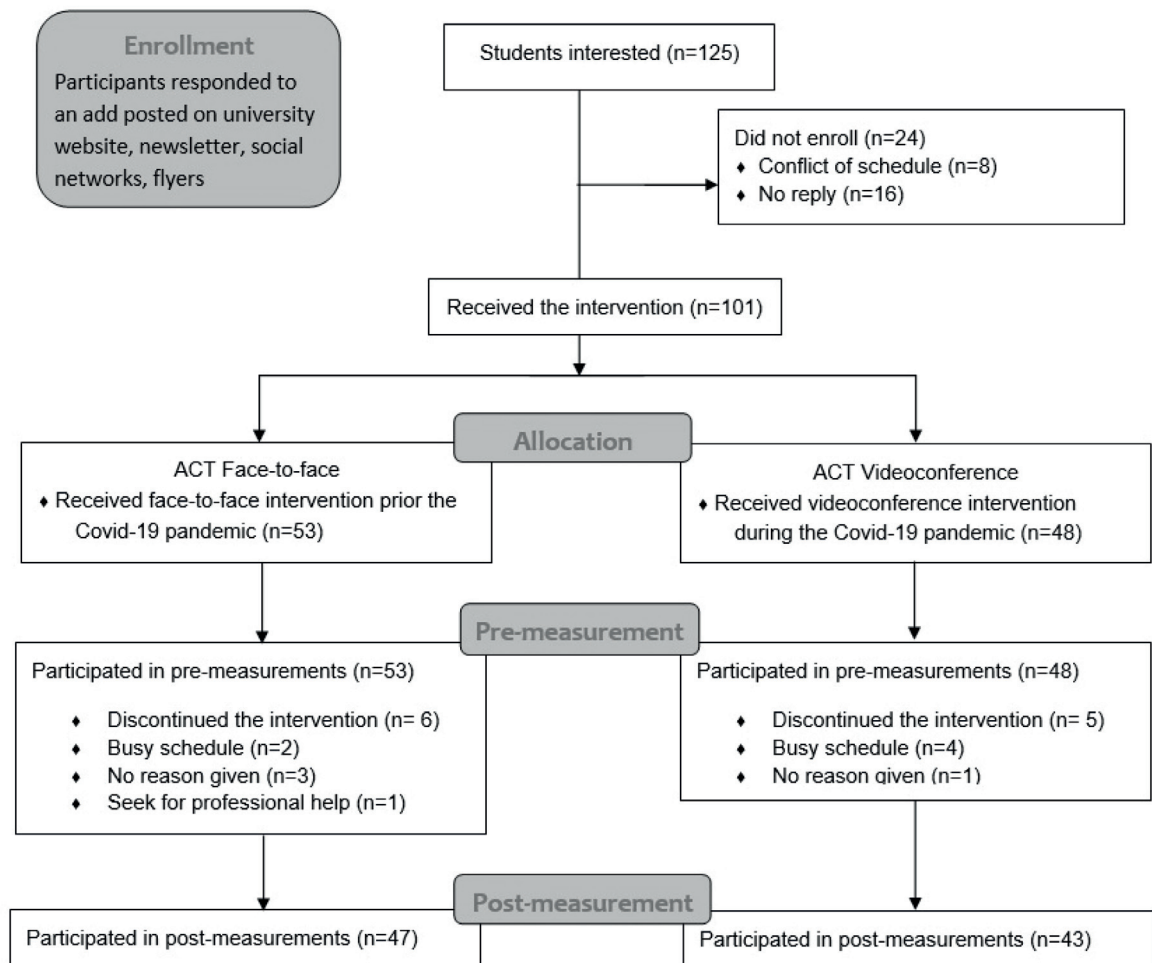 Enrollment
Participants responded to
an add posted on university
website, newsletter, social
networks, flyers
Students interested (n=125)
Did not enroll (n=24)
♦ Conflict of schedule (n=8)
♦ No reply (n=16)
Received the intervention (n=101)
Allocation
ACT Face-to-face
♦ Received face-to-face intervention prior the
Covid-19 pandemic (n=53)
ACT Videoconference
♦ Received videoconference intervention
during the Covid-19 pandemic (n=48)
Pre-measurement
Participated in pre-measurements (n=53)
♦ Discontinued the intervention (n= 6)
♦ Busy schedule (n=2)
♦ No reason given (n=3)
♦ Seek for professional help (n=1)
Participated in pre-measurements (n=48)
♦ Discontinued the intervention (n= 5)
♦ Busy schedule (n=4)
♦ No reason given (n=1)
Post-measurement
Participated in post-measurements (n=47)
Participated in post-measurements (n=43)